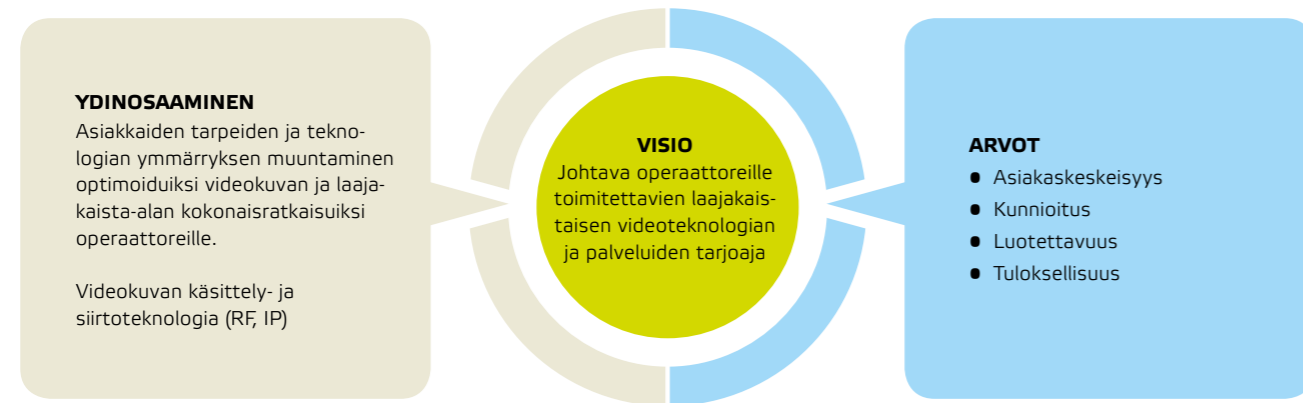 YDINOSAAMINEN
Asiakkaiden tarpeiden ja tekno-
logian ymmärryksen muuntaminen
optimoiduiksi videokuvan ja laaja-
kaista-alan kokonaisratkaisuiksi
operaattoreille.
Videokuvan käsittely- ja
siirtoteknologia (RF, IP)
VISIO
Johtava operaattoreille
toimitettavien laajakais-
taisen videoteknologian
ja palveluiden tarjoaja
ARVOT
• Asiakaskeskeisyys
• Kunnioitus
• Luotettavuus
• Tuloksellisuus